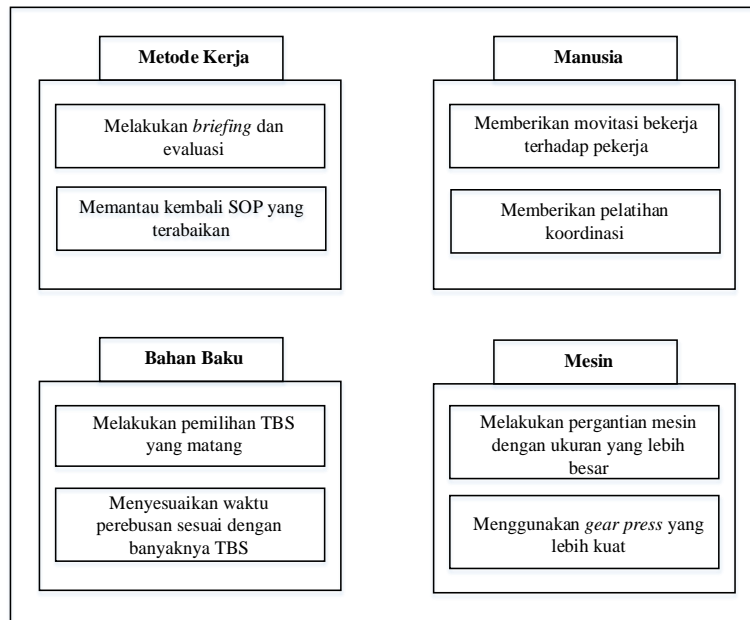 Metode Kerja
Melakukan briefing dan
evaluasi
Memantau kembali SOP yang
terabaikan
Manusia
Memberikan movitasi bekerja
terhadap pekerja
Memberikan pelatihan
koordinasi
Bahan Baku
Melakukan pemilihan TBS
yang matang
Menyesuaikan waktu
perebusan sesuai dengan
banyaknya TBS
Mesin
Melakukan pergantian mesin
dengan ukuran yang lebih
besar
Menggunakan gear press yang
lebih kuat